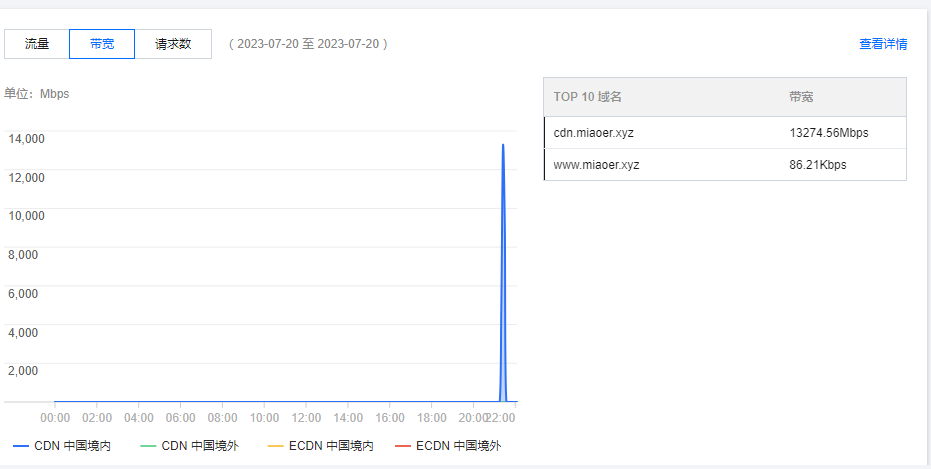 流量 带宽 请求数 ( 2023-07-20 至 2023-07-20 ) 查看详情
单位: Mbps
14,000
12,000
10,000
8,000
6,000
4,000
2,000
00:00 02:00 04:00 06:00 08:00 10:00 12:00 14:00 16:00 18:00 20:00 22:00
CDN 中国境内 CDN 中国境外 ECDN 中国境内 ECDN 中国境外
TOP 10 域名 带宽
cdn.miaoer.xyz 13274.56Mbps
www.miaoer.xyz 86.21Kbps